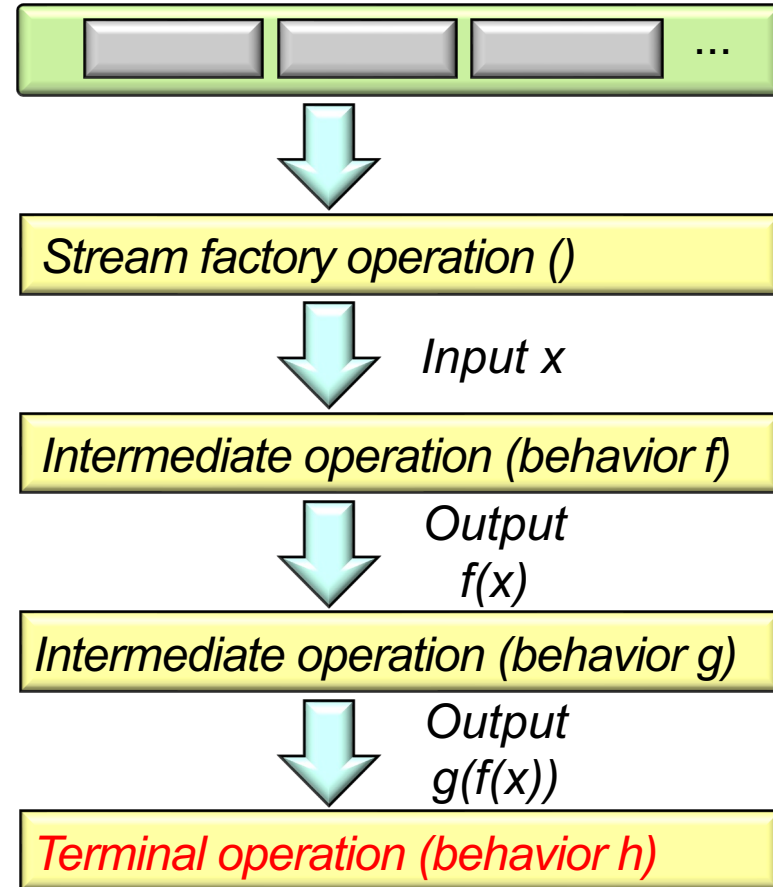 ...
Stream factory operation ()
Input x
Intermediate operation (behavior f)
Output
f(x)
Intermediate operation (behavior g)
Output
g(f(x))
Terminal operation (behavior h)